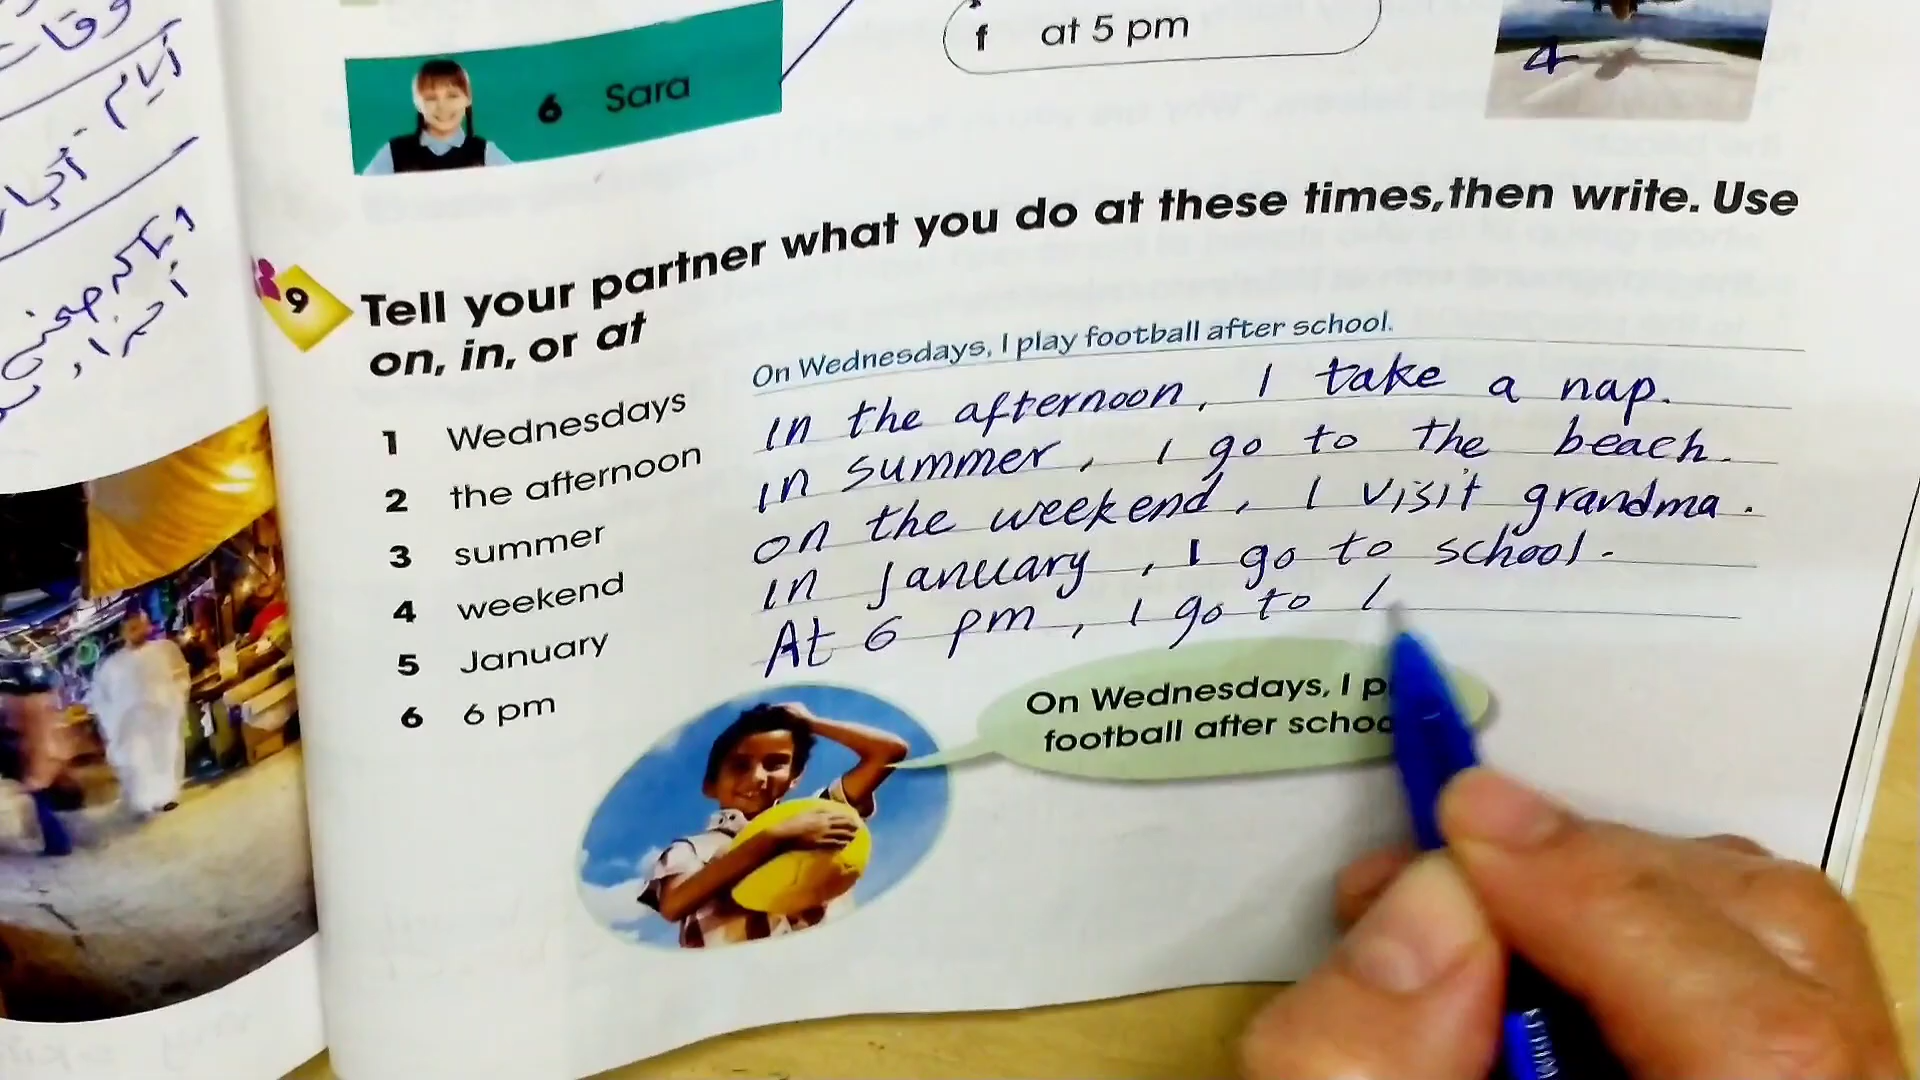 أيام
f at 5 pm
4
6 Sara
9 Tell your partner what you do at these times, then write. Use
on, in, or at
On Wednesdays, I play football after school.
1 Wednesdays
In the afternoon, I take a nap.
2 the afternoon
In summer, I go to the beach.
3 summer
on the weekend, I visit grandma.
4 weekend
in January, I go to school.
5 January
At 6 pm, I go to
6 6 pm
On Wednesdays, I
football after